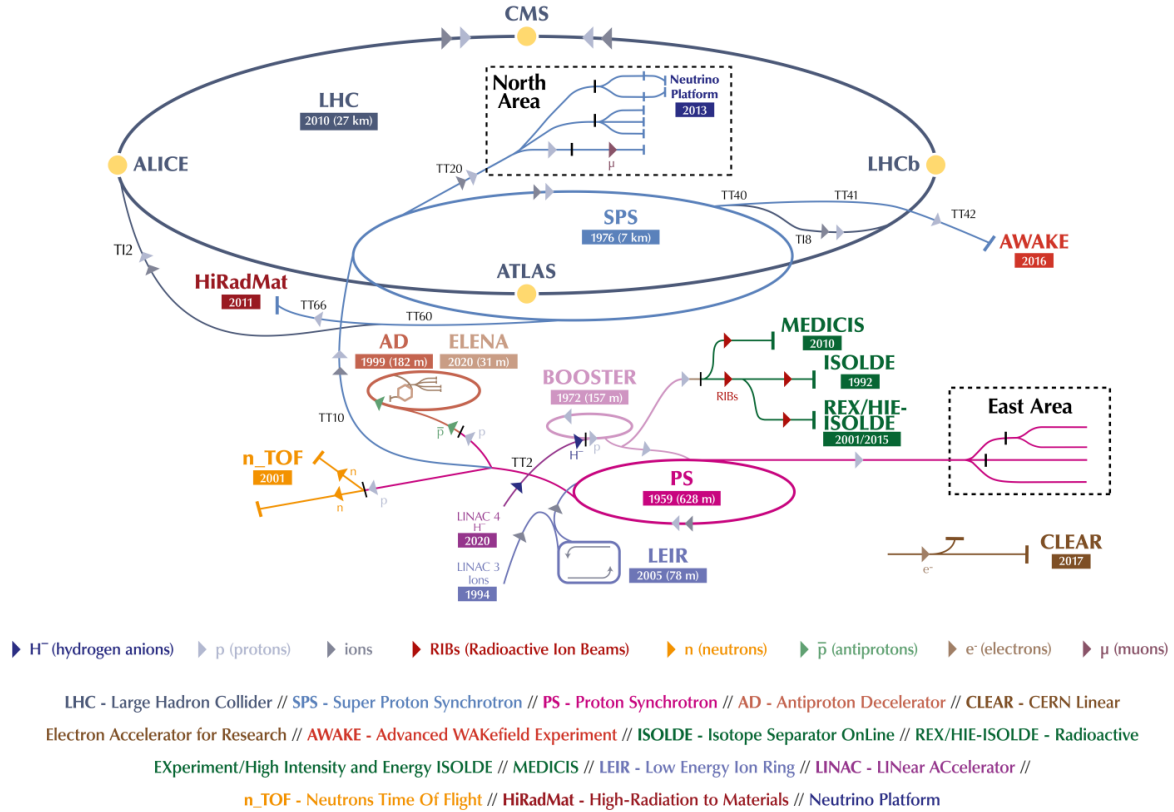 CMS
North
Area
Neutrino
Platform
2013
LHC
2010 (27 km)
ALICE
LHCb
TT20
µ
TT40
TT41
TT42
SPS
1976 (7 km)
TI8
AWAKE
2016
TI2
ATLAS
HiRadMat
2011
TT66
TT60
AD
1999 (182 m)
ELENA
2020 (31 m)
MEDICIS
2010
BOOSTER
1972 (157 m)
ISOLDE
1992
RIBs
REX/HIE-
ISOLDE
2001/2015
East Area
TT10
p̅
p
H⁻
p
TT2
n_TOF
2001
n
n
p
PS
1959 (628 m)
LINAC 4
H⁻
2020
LINAC 3
Ions
1994
LEIR
2005 (78 m)
e⁻
CLEAR
2017
H⁻ (hydrogen anions)
p (protons)
ions
RIBs (Radioactive Ion Beams)
n (neutrons)
p̅ (antiprotons)
e⁻ (electrons)
µ (muons)
LHC - Large Hadron Collider // SPS - Super Proton Synchrotron // PS - Proton Synchrotron // AD - Antiproton Decelerator // CLEAR - CERN Linear
Electron Accelerator for Research // AWAKE - Advanced WAKefield Experiment // ISOLDE - Isotope Separator OnLine // REX/HIE-ISOLDE - Radioactive
EXperiment/High Intensity and Energy ISOLDE // MEDICIS // LEIR - Low Energy Ion Ring // LINAC - LINear ACcelerator //
n_TOF - Neutrons Time Of Flight // HiRadMat - High-Radiation to Materials // Neutrino Platform